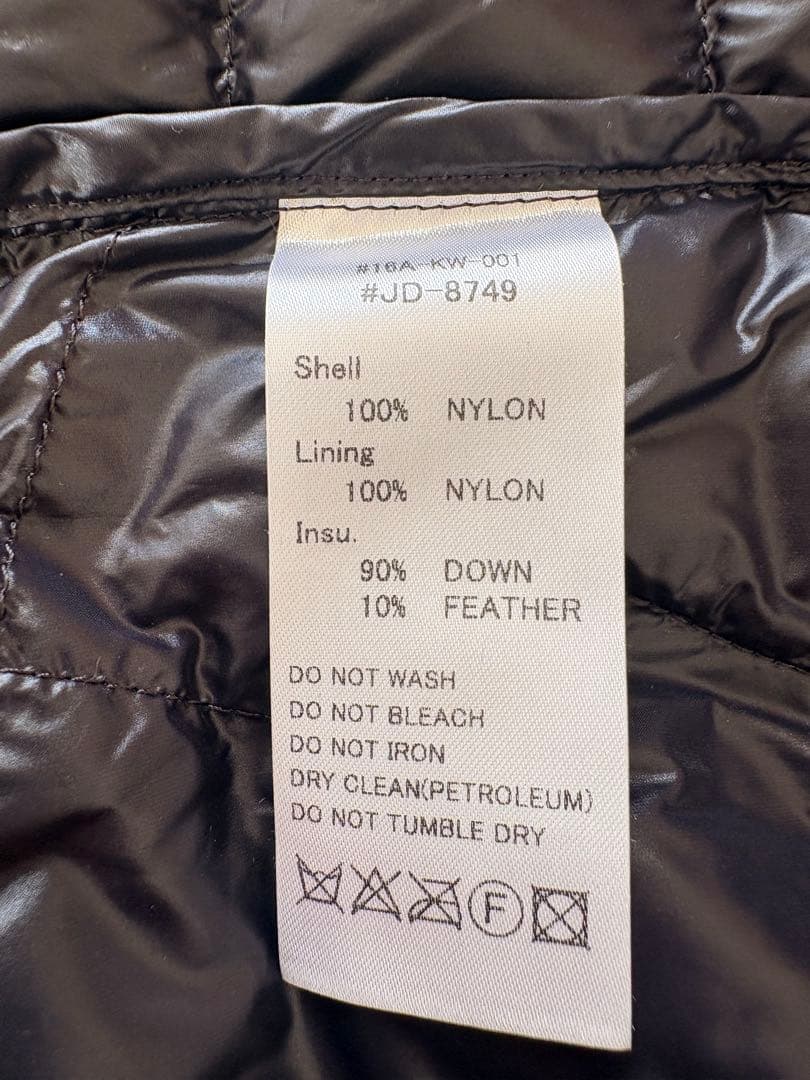 #16A-KW-001
#JD-8749
Shell
100% NYLON
Lining
100% NYLON
Insu.
90% DOWN
10% FEATHER
DO NOT WASH
DO NOT BLEACH
DO NOT IRON
DRY CLEAN(PETROLEUM)
DO NOT TUMBLE DRY
F